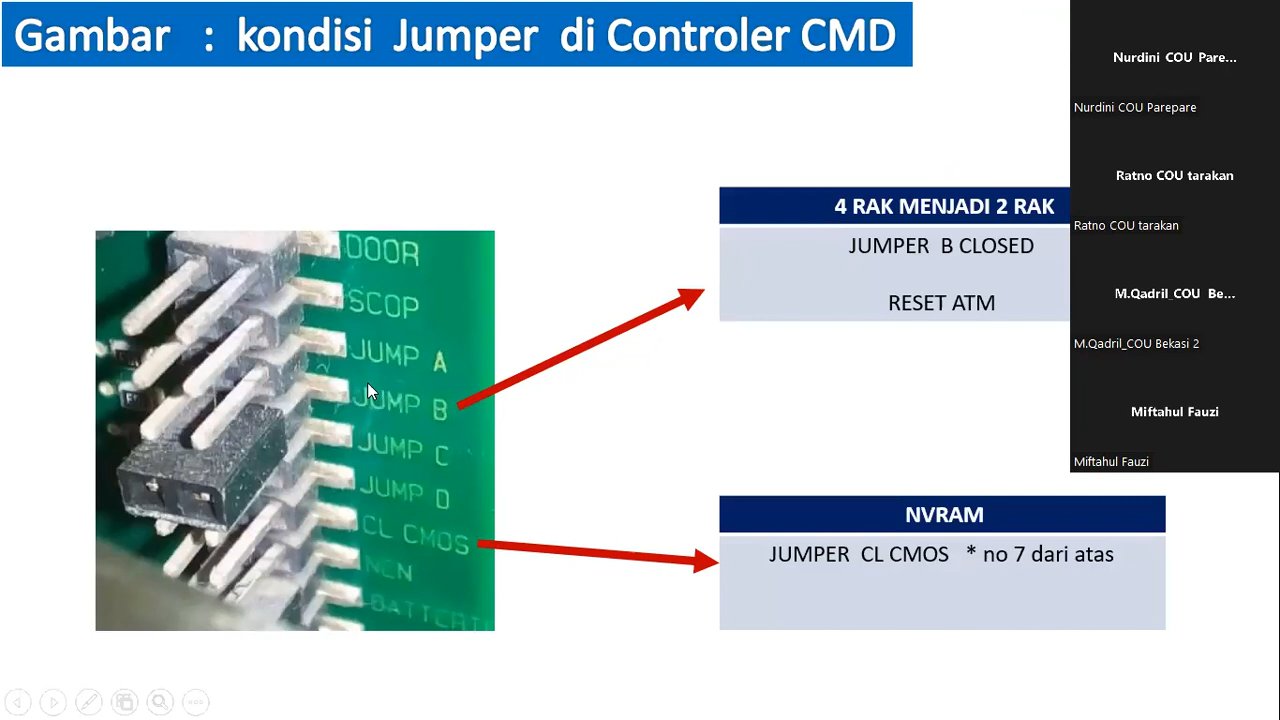 Gambar : kondisi Jumper di Controler CMD
Nurdini COU Pare...
Nurdini COU Parepare
Ratno COU tarakan
Ratno COU tarakan
M.Qadril_COU Be...
M.Qadril_COU Bekasi 2
Miftahul Fauzi
Miftahul Fauzi
4 RAK MENJADI 2 RAK
JUMPER B CLOSED
RESET ATM
DOOR
SCOP
JUMP A
JUMP B
JUMP C
JUMP D
CL CMOS
NVRAM
JUMPER CL CMOS * no 7 dari atas